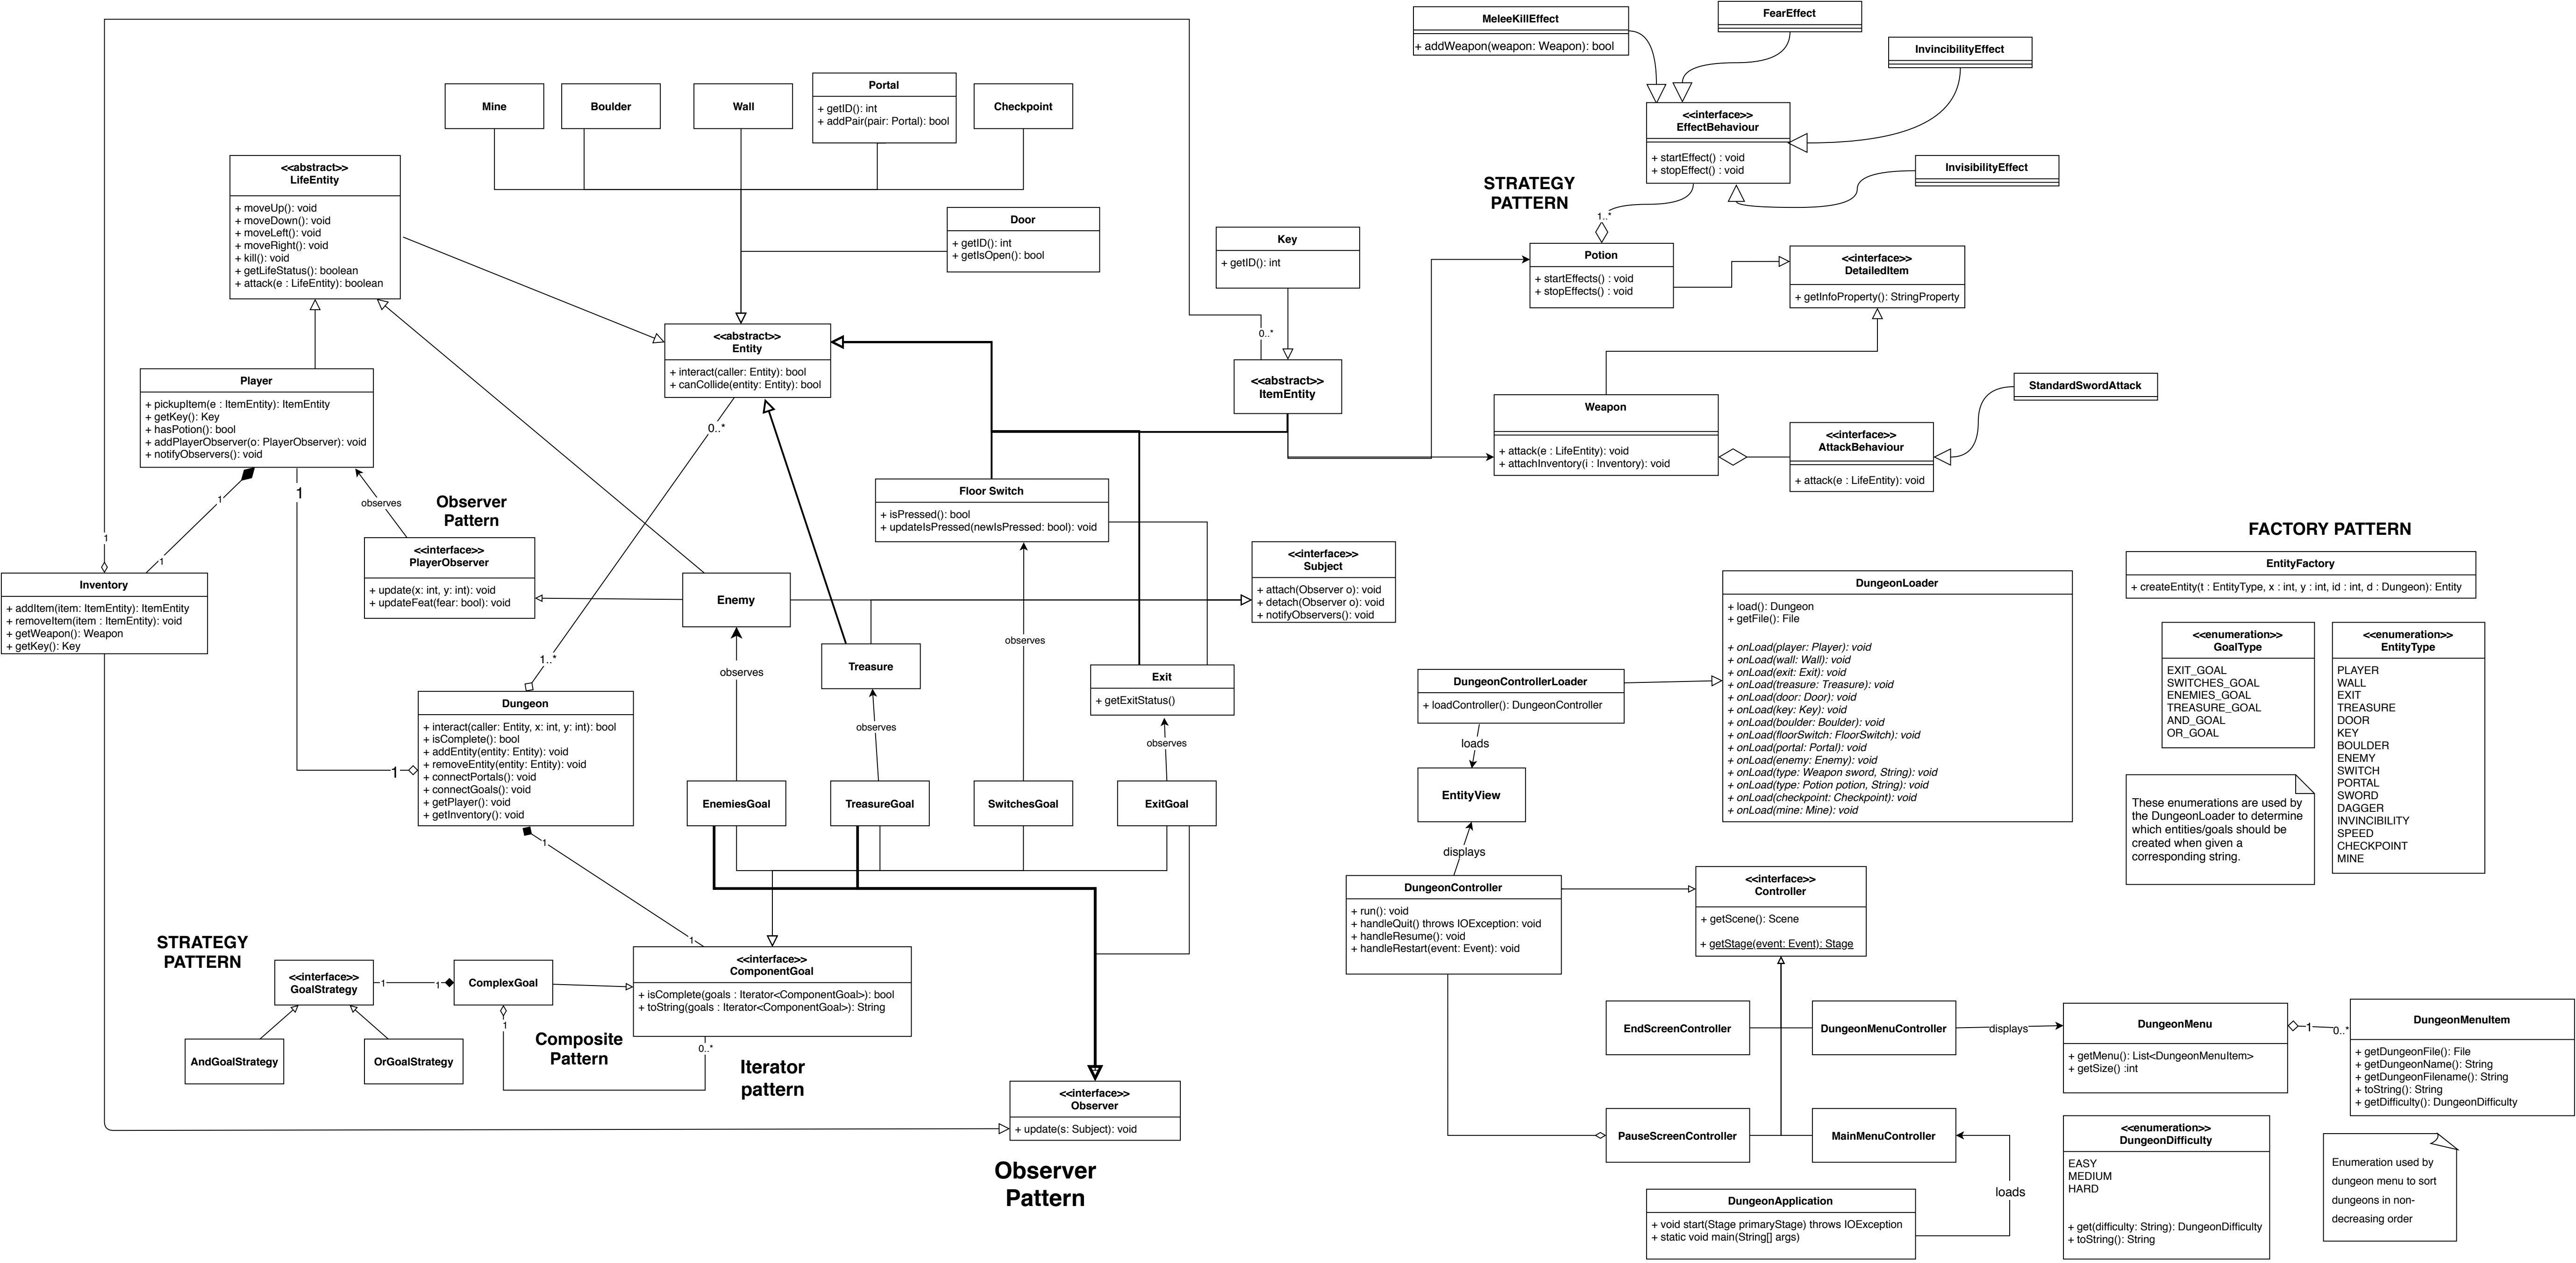 MeleeKillEffect
+ addWeapon(weapon: Weapon): bool
FearEffect
InvincibilityEffect
Mine
Boulder
Wall
Portal
+ getID(): int
+ addPair(pair: Portal): bool
Checkpoint
<<interface>>
EffectBehaviour
+ startEffect() : void
+ stopEffect() : void
InvisibilityEffect
STRATEGY
PATTERN
1..*
<<abstract>>
LifeEntity
+ moveUp(): void
+ moveDown(): void
+ moveLeft(): void
+ moveRight(): void
+ kill(): void
+ getLifeStatus(): boolean
+ attack(e : LifeEntity): boolean
Door
+ getID(): int
+ getIsOpen(): bool
Key
+ getID(): int
Potion
+ startEffects() : void
+ stopEffects() : void
<<interface>>
DetailedItem
+ getInfoProperty(): StringProperty
<<abstract>>
Entity
+ interact(caller: Entity): bool
+ canCollide(entity: Entity): bool
0..*
0..*
<<abstract>>
ItemEntity
Player
+ pickupItem(e : ItemEntity): ItemEntity
+ getKey(): Key
+ hasPotion(): bool
+ addPlayerObserver(o: PlayerObserver): void
+ notifyObservers(): void
Weapon
+ attack(e : LifeEntity): void
+ attachInventory(i : Inventory): void
<<interface>>
AttackBehaviour
+ attack(e : LifeEntity): void
StandardSwordAttack
1
1
1
1
observes
Observer
Pattern
<<interface>>
PlayerObserver
+ update(x: int, y: int): void
+ updateFeat(fear: bool): void
Floor Switch
+ isPressed(): bool
+ updateIsPressed(newIsPressed: bool): void
Inventory
+ addItem(item: ItemEntity): ItemEntity
+ removeItem(item : ItemEntity): void
+ getWeapon(): Weapon
+ getKey(): Key
Enemy
<<interface>>
Subject
+ attach(Observer o): void
+ detach(Observer o): void
+ notifyObservers(): void
FACTORY PATTERN
EntityFactory
+ createEntity(t : EntityType, x : int, y : int, id : int, d : Dungeon): Entity
DungeonLoader
+ load(): Dungeon
+ getFile(): File
+ onLoad(player: Player): void
+ onLoad(wall: Wall): void
+ onLoad(exit: Exit): void
+ onLoad(treasure: Treasure): void
+ onLoad(door: Door): void
+ onLoad(key: Key): void
+ onLoad(boulder: Boulder): void
+ onLoad(floorSwitch: FloorSwitch): void
+ onLoad(portal: Portal): void
+ onLoad(enemy: Enemy): void
+ onLoad(type: Weapon sword, String): void
+ onLoad(type: Potion potion, String): void
+ onLoad(checkpoint: Checkpoint): void
+ onLoad(mine: Mine): void
<<enumeration>>
GoalType
EXIT_GOAL
SWITCHES_GOAL
ENEMIES_GOAL
TREASURE_GOAL
AND_GOAL
OR_GOAL
<<enumeration>>
EntityType
PLAYER
WALL
EXIT
TREASURE
DOOR
KEY
BOULDER
ENEMY
SWITCH
PORTAL
SWORD
DAGGER
INVINCIBILITY
SPEED
CHECKPOINT
MINE
These enumerations are used by
the DungeonLoader to determine
which entities/goals should be
created when given a
corresponding string.
observes
Treasure
observes
Exit
+ getExitStatus()
1..*
Dungeon
+ interact(caller: Entity, x: int, y: int): bool
+ isComplete(): bool
+ addEntity(entity: Entity): void
+ removeEntity(entity: Entity): void
+ connectPortals(): void
+ connectGoals(): void
+ getPlayer(): void
+ getInventory(): void
1
1
observes
observes
DungeonControllerLoader
+ loadController(): DungeonController
loads
EntityView
displays
EnemiesGoal
TreasureGoal
SwitchesGoal
ExitGoal
DungeonController
+ run(): void
+ handleQuit() throws IOException: void
+ handleResume(): void
+ handleRestart(event: Event): void
<<interface>>
Controller
+ getScene(): Scene
+ getStage(event: Event): Stage
STRATEGY
PATTERN
<<interface>>
GoalStrategy
1
1
ComplexGoal
1
1
<<interface>>
ComponentGoal
+ isComplete(goals : Iterator<ComponentGoal>): bool
+ toString(goals : Iterator<ComponentGoal>): String
0..*
AndGoalStrategy
OrGoalStrategy
Composite
Pattern
Iterator
pattern
EndScreenController
DungeonMenuController
displays
DungeonMenu
+ getMenu(): List<DungeonMenuItem>
+ getSize() :int
1
0..*
DungeonMenuItem
+ getDungeonFile(): File
+ getDungeonName(): String
+ getDungeonFilename(): String
+ toString(): String
+ getDifficulty(): DungeonDifficulty
<<interface>>
Observer
+ update(s: Subject): void
Observer
Pattern
PauseScreenController
MainMenuController
loads
DungeonApplication
+ void start(Stage primaryStage) throws IOException
+ static void main(String[] args)
<<enumeration>>
DungeonDifficulty
EASY
MEDIUM
HARD
+ get(difficulty: String): DungeonDifficulty
+ toString(): String
Enumeration used by
dungeon menu to sort
dungeons in non-
decreasing order